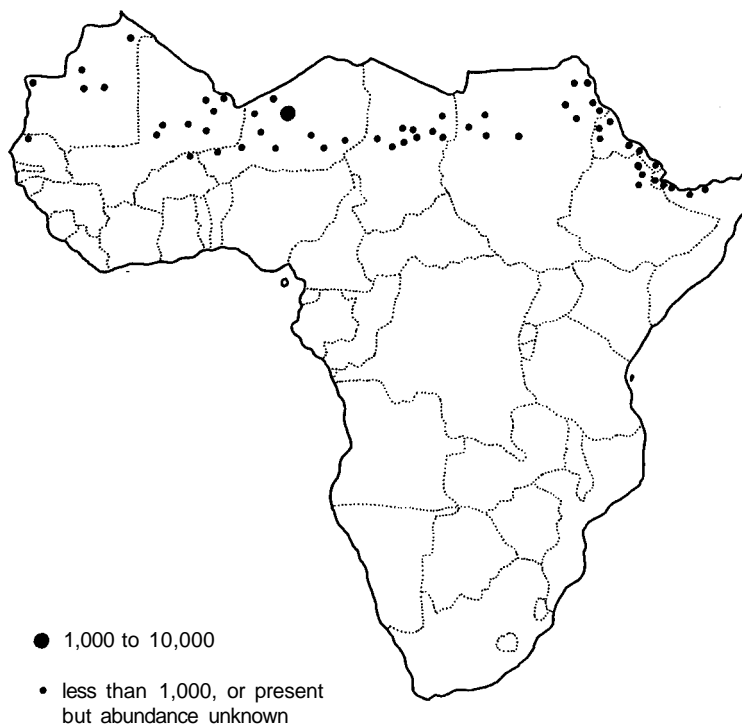 1,000 to 10,000
less than 1,000, or present
but abundance unknown